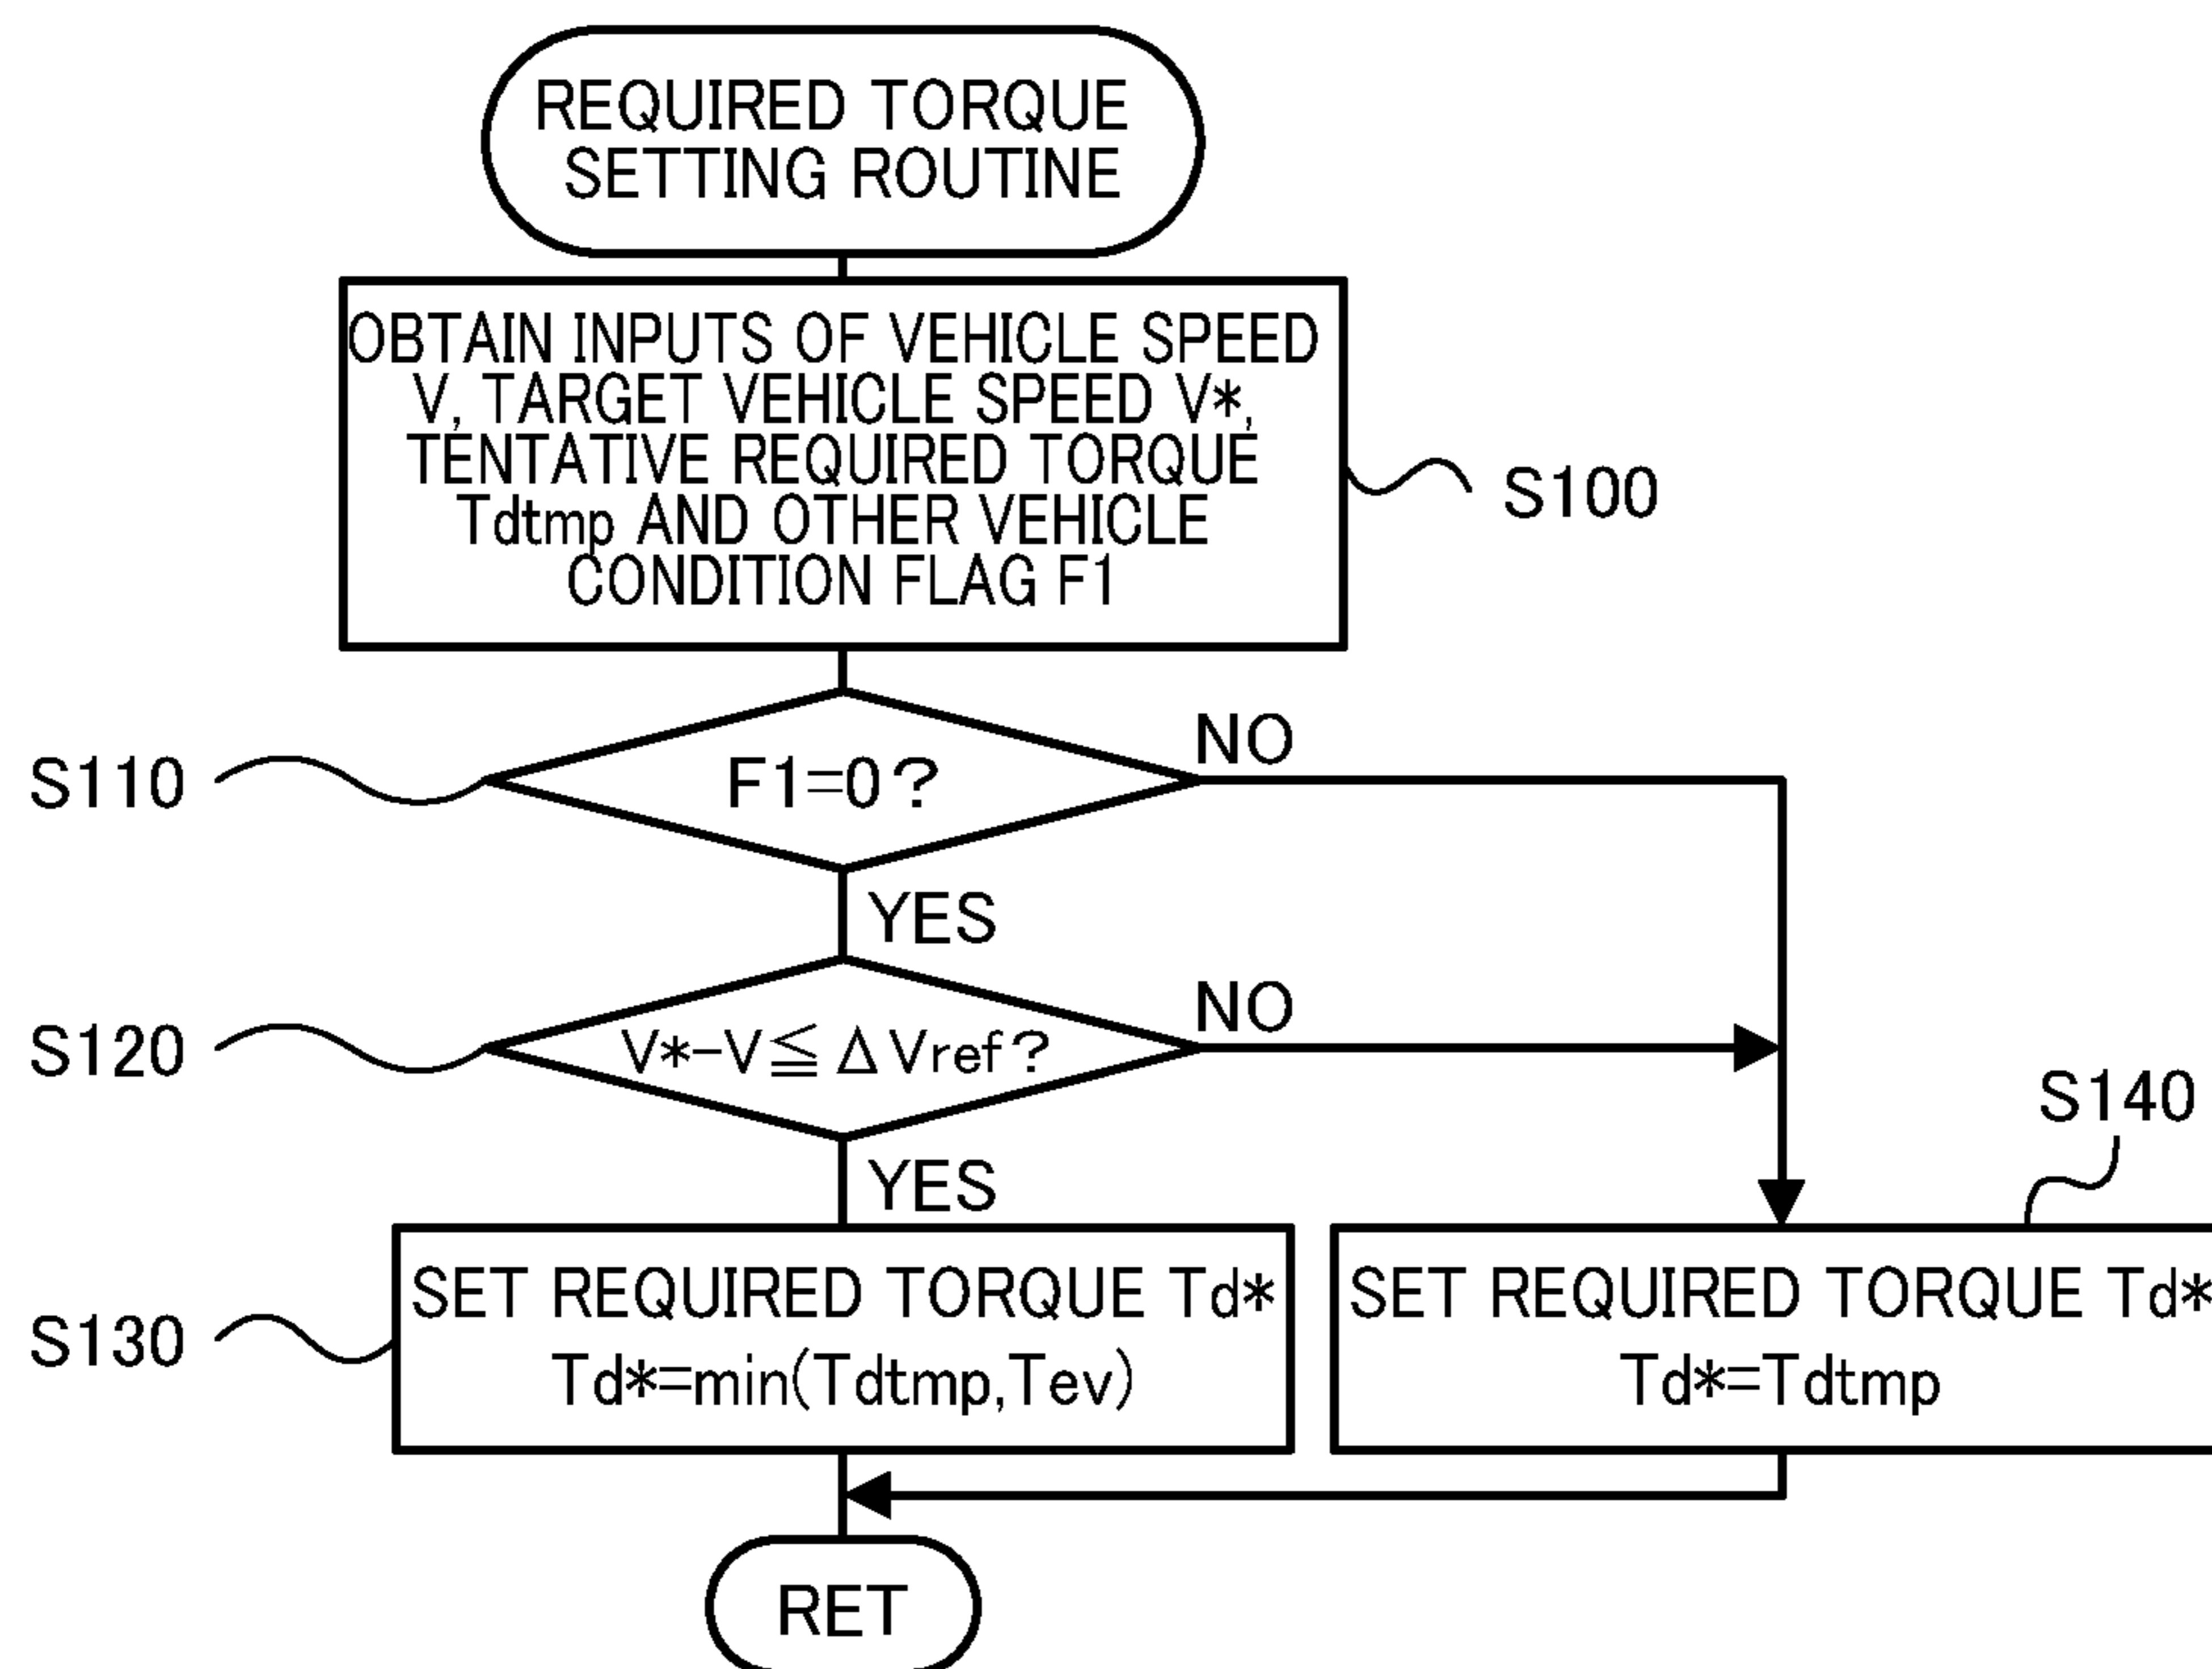 REQUIRED TORQUE
SETTING ROUTINE
OBTAIN INPUTS OF VEHICLE SPEED
V, TARGET VEHICLE SPEED V*,
TENTATIVE REQUIRED TORQUE
Tdtmp AND OTHER VEHICLE
CONDITION FLAG F1
S100
S110
F1=0?
NO
YES
S120
V*-V≦ΔVref?
NO
YES
S140
S130
SET REQUIRED TORQUE Td*
Td*=min(Tdtmp,Tev)
SET REQUIRED TORQUE Td*
Td*=Tdtmp
RET